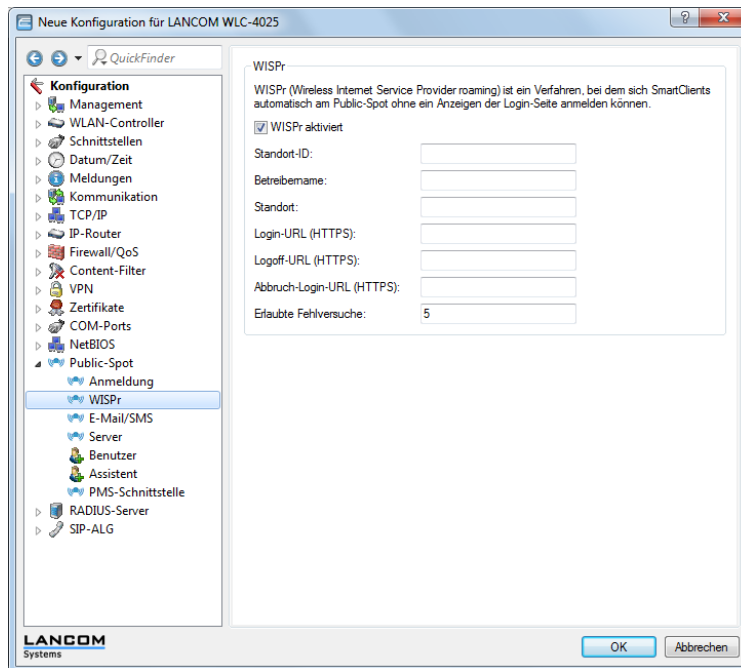 Neue Konfiguration für LANCOM WLC-4025
QuickFinder
Konfiguration
Management
WLAN-Controller
Schnittstellen
Datum/Zeit
Meldungen
Kommunikation
TCP/IP
IP-Router
Firewall/QoS
Content-Filter
VPN
Zertifikate
COM-Ports
NetBIOS
Public-Spot
Anmeldung
WISPr
E-Mail/SMS
Server
Benutzer
Assistent
PMS-Schnittstelle
RADIUS-Server
SIP-ALG
WISPr
WISPr (Wireless Internet Service Provider roaming) ist ein Verfahren, bei dem sich SmartClients
automatisch am Public-Spot ohne ein Anzeigen der Login-Seite anmelden können.
WISPr aktiviert
Standort-ID:
Betreibername:
Standort:
Login-URL (HTTPS):
Logoff-URL (HTTPS):
Abbruch-Login-URL (HTTPS):
Erlaubte Fehlversuche: 5
LANCOM
Systems
OK Abbrechen